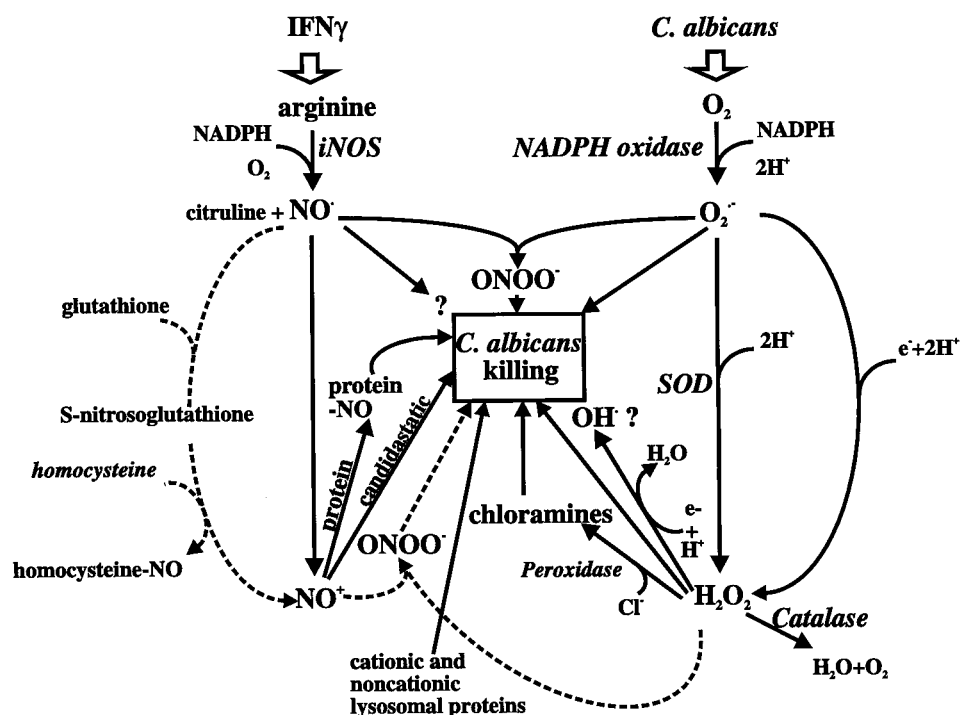 IFNγ
C. albicans
arginine
O₂
NADPH
iNOS
O₂
NADPH oxidase
NADPH
2H⁺
citruline + NO·
O₂·⁻
ONOO⁻
?
glutathione
C. albicans
killing
2H⁺
e⁻+2H⁺
SOD
protein
-NO
OH· ?
S-nitrosoglutathione
candidastatic
H₂O
homocysteine
protein
chloramines
e-
+
H⁺
ONOO⁻
homocysteine-NO
Peroxidase
NO⁺
Cl⁻
H₂O₂
Catalase
cationic and
noncationic
lysosomal proteins
H₂O+O₂